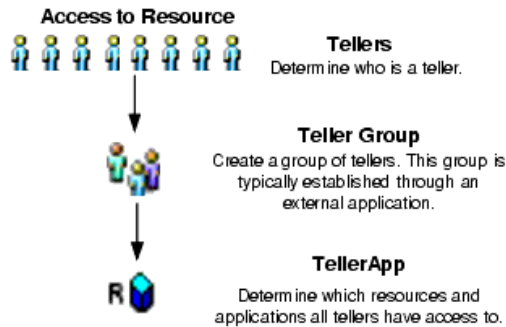 Access to Resource
Tellers
Determine who is a teller.
Teller Group
Create a group of tellers. This group is
typically established through an
external application.
TellerApp
R
Determine which resources and
applications all tellers have access to.